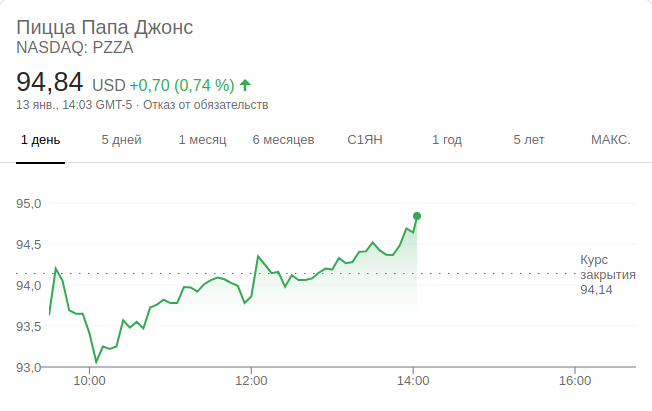 Пицца Папа Джонс
NASDAQ: PZZA
94,84 USD +0,70 (0,74 %)
13 янв., 14:03 GMT-5 · Отказ от обязательств
1 день 5 дней 1 месяц 6 месяцев С1ЯН 1 год 5 лет МАКС.
95,0
94,5
94,0
93,5
93,0
Курс
закрытия
94,14
10:00 12:00 14:00 16:00